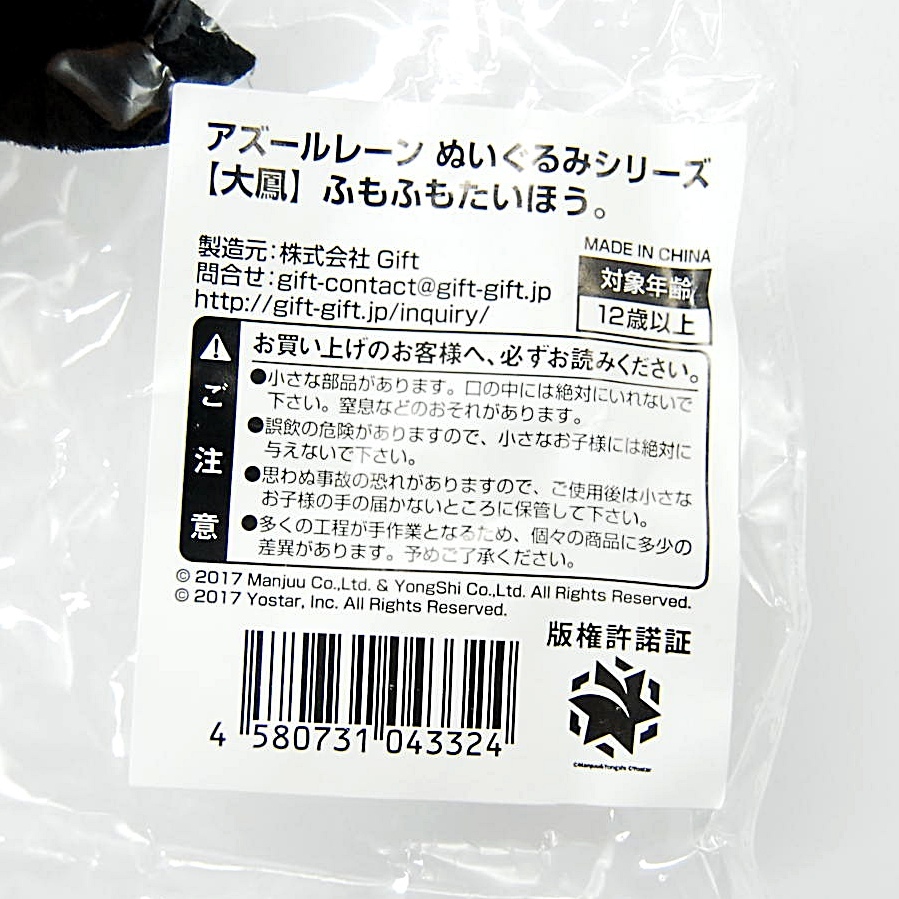 アズールレーン ぬいぐるみシリーズ
【大鳳】ふもふもたいほう。
製造元：株式会社 Gift
問合せ：gift-contact@gift-gift.jp
http://gift-gift.jp/inquiry/
MADE IN CHINA
対象年齢
12歳以上
ご注意
お買い上げのお客様へ、必ずお読みください。
●小さな部品があります。口の中には絶対にいれないで
下さい。窒息などのおそれがあります。
●誤飲の危険がありますので、小さなお子様には絶対に
与えないで下さい。
●思わぬ事故の恐れがありますので、ご使用後は小さな
お子様の手の届かないところに保管して下さい。
●多くの工程が手作業となるため、個々の商品に多少の
差異があります。予めご了承ください。
© 2017 Manjuu Co.,Ltd. & YongShi Co.,Ltd. All Rights Reserved.
© 2017 Yostar, Inc. All Rights Reserved.
版権許諾証
4 580731 043324
©Manjuu&Yongshi ©Yostar